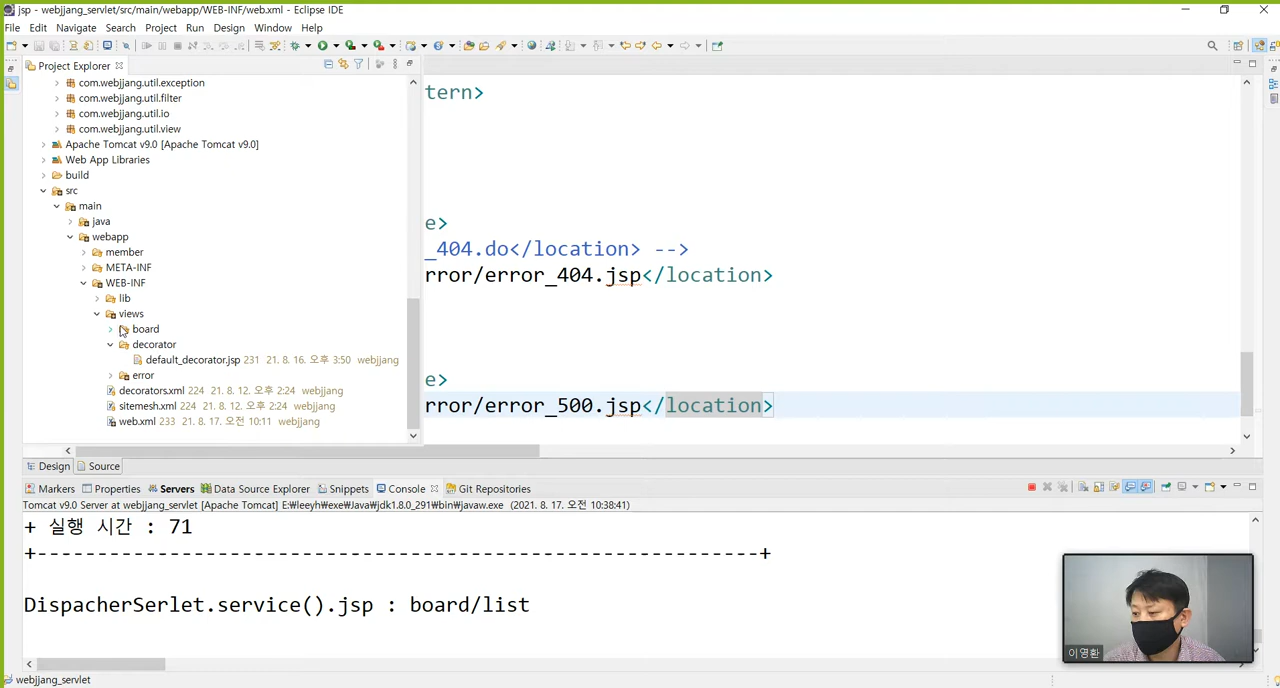 jsp - webjjang_servlet/src/main/webapp/WEB-INF/web.xml - Eclipse IDE
File Edit Navigate Search Project Run Design Window Help
Project Explorer
com.webjjang.util.exception
com.webjjang.util.filter
com.webjjang.util.io
com.webjjang.util.view
Apache Tomcat v9.0 [Apache Tomcat v9.0]
Web App Libraries
build
src
main
java
webapp
member
META-INF
WEB-INF
lib
views
board
decorator
default_decorator.jsp 231 21. 8. 16. 오후 3:50 webjjang
error
decorators.xml 224 21. 8. 12. 오후 2:24 webjjang
sitemesh.xml 224 21. 8. 12. 오후 2:24 webjjang
web.xml 233 21. 8. 17. 오전 10:11 webjjang
tern>
e>
_404.do</location> -->
rror/error_404.jsp</location>
e>
rror/error_500.jsp</location>
Design Source
Markers Properties Servers Data Source Explorer Snippets Console Git Repositories
Tomcat v9.0 Server at webjjang_servlet [Apache Tomcat] E:₩leeyh₩exe₩Java₩jdk1.8.0_291₩bin₩javaw.exe (2021. 8. 17. 오전 10:38:41)
+ 실행 시간 : 71
+-----------------------------------------------------------+
DispacherSerlet.service().jsp : board/list
이영환
webjjang_servlet